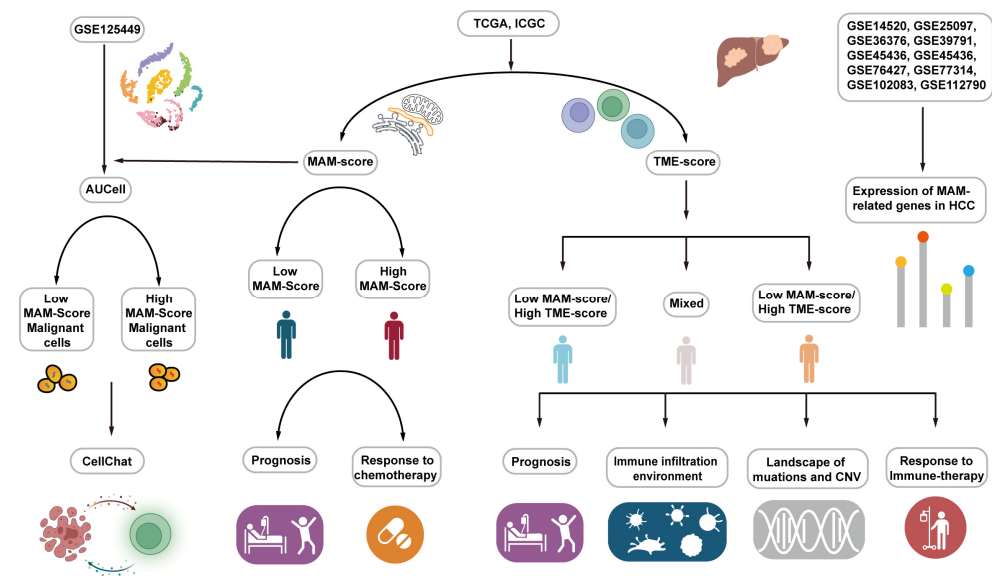 GSE125449
TCGA, ICGC
GSE14520, GSE25097,
GSE36376, GSE39791,
GSE45436, GSE45436,
GSE76427, GSE77314,
GSE102083, GSE112790
MAM-score
TME-score
AUCell
Expression of MAM-
related genes in HCC
Low
MAM-Score
High
MAM-Score
Low
MAM-Score
Malignant
cells
High
MAM-Score
Malignant
cells
Low MAM-score/
High TME-score
Mixed
Low MAM-score/
High TME-score
CellChat
Prognosis
Response to
chemotherapy
Prognosis
Immune infiltration
environment
Landscape of
muations and CNV
Response to
Immune-therapy